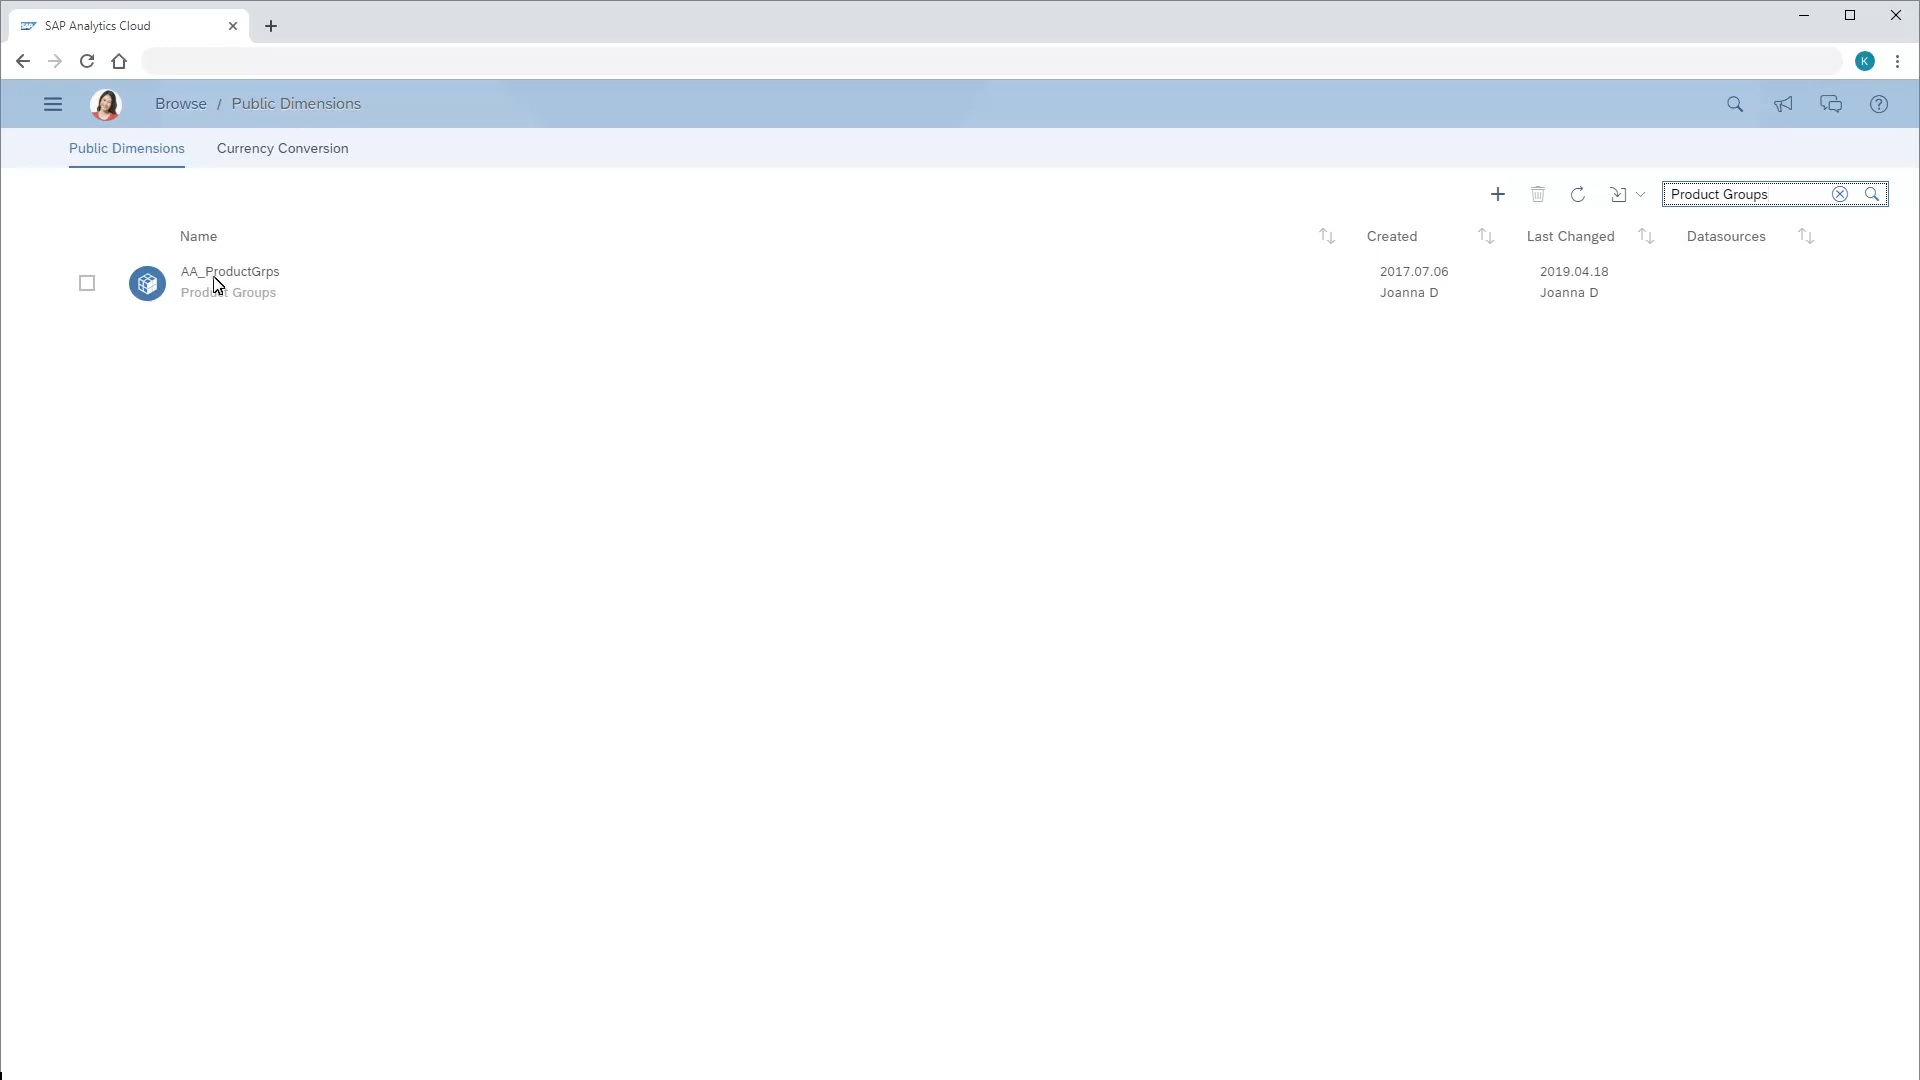 SAP Analytics Cloud
K
Browse / Public Dimensions
Public Dimensions Currency Conversion
Product Groups
Name Created Last Changed Datasources
AA_ProductGrps 2017.07.06 2019.04.18
Product Groups Joanna D Joanna D